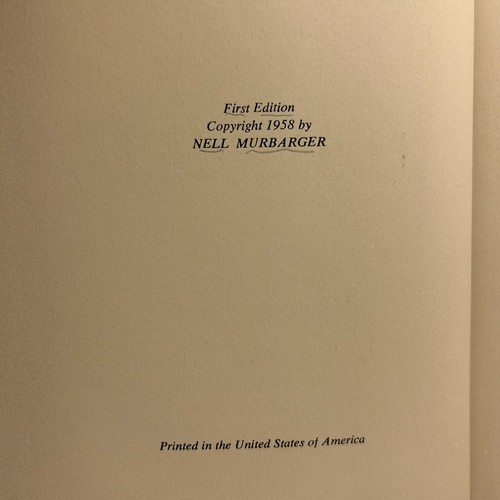 First Edition
Copyright 1958 by
NELL MURBARGER
Printed in the United States of America